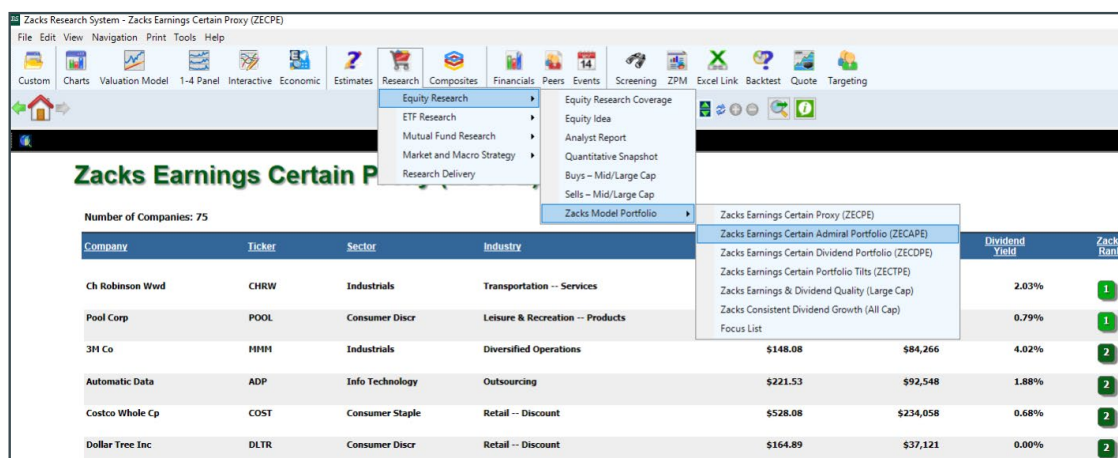 Zacks Research System - Zacks Earnings Certain Proxy (ZECPE)
File Edit View Navigation Print Tools Help
Custom Charts Valuation Model 1-4 Panel Interactive Economic Estimates Research Composites Financials Peers Events Screening ZPM Excel Link Backtest Quote Targeting
14
Equity Research
ETF Research
Mutual Fund Research
Market and Macro Strategy
Research Delivery
Equity Research Coverage
Equity Idea
Analyst Report
Quantitative Snapshot
Buys – Mid/Large Cap
Sells – Mid/Large Cap
Zacks Model Portfolio
Zacks Earnings Certain Proxy (ZECPE)
Zacks Earnings Certain Admiral Portfolio (ZECAPE)
Zacks Earnings Certain Dividend Portfolio (ZECDPE)
Zacks Earnings Certain Portfolio Tilts (ZECTPE)
Zacks Earnings & Dividend Quality (Large Cap)
Zacks Consistent Dividend Growth (All Cap)
Focus List
Zacks Earnings Certain
Number of Companies: 75
Company Ticker Sector Industry Dividend Yield
Ch Robinson Wwd CHRW Industrials Transportation -- Services 2.03% 1
Pool Corp POOL Consumer Discr Leisure & Recreation -- Products 0.79% 1
3M Co MMM Industrials Diversified Operations $148.08 $84,266 4.02% 2
Automatic Data ADP Info Technology Outsourcing $221.53 $92,548 1.88% 2
Costco Whole Cp COST Consumer Staple Retail -- Discount $528.08 $234,058 0.68% 2
Dollar Tree Inc DLTR Consumer Discr Retail -- Discount $164.89 $37,121 0.00% 2